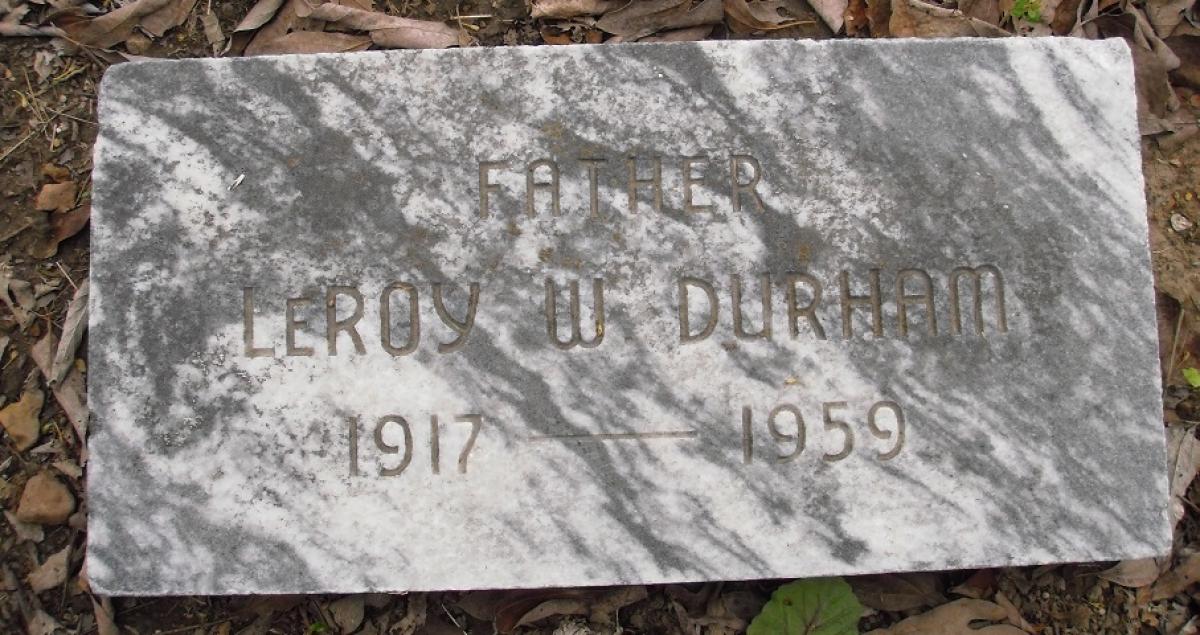 FATHER
LEROY W. DURHAM
1917 — 1959